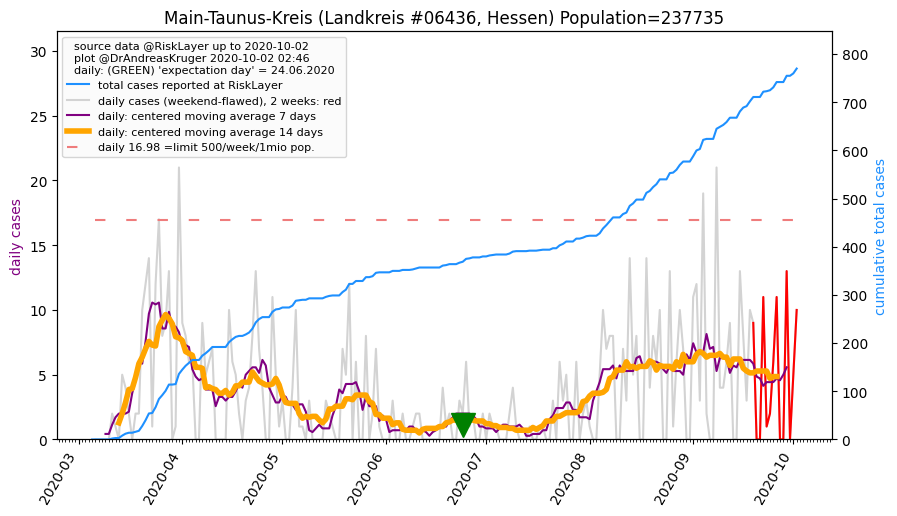 Main-Taunus-Kreis (Landkreis #06436, Hessen) Population=237735
source data @RiskLayer up to 2020-10-02
plot @DrAndreasKruger 2020-10-02 02:46
daily: (GREEN) 'expectation day' = 24.06.2020
total cases reported at RiskLayer
daily cases (weekend-flawed), 2 weeks: red
daily: centered moving average 7 days
daily: centered moving average 14 days
daily 16.98 =limit 500/week/1mio pop.
daily cases
30
25
20
15
10
5
0
cumulative total cases
800
700
600
500
400
300
200
100
0
2020-03
2020-04
2020-05
2020-06
2020-07
2020-08
2020-09
2020-10